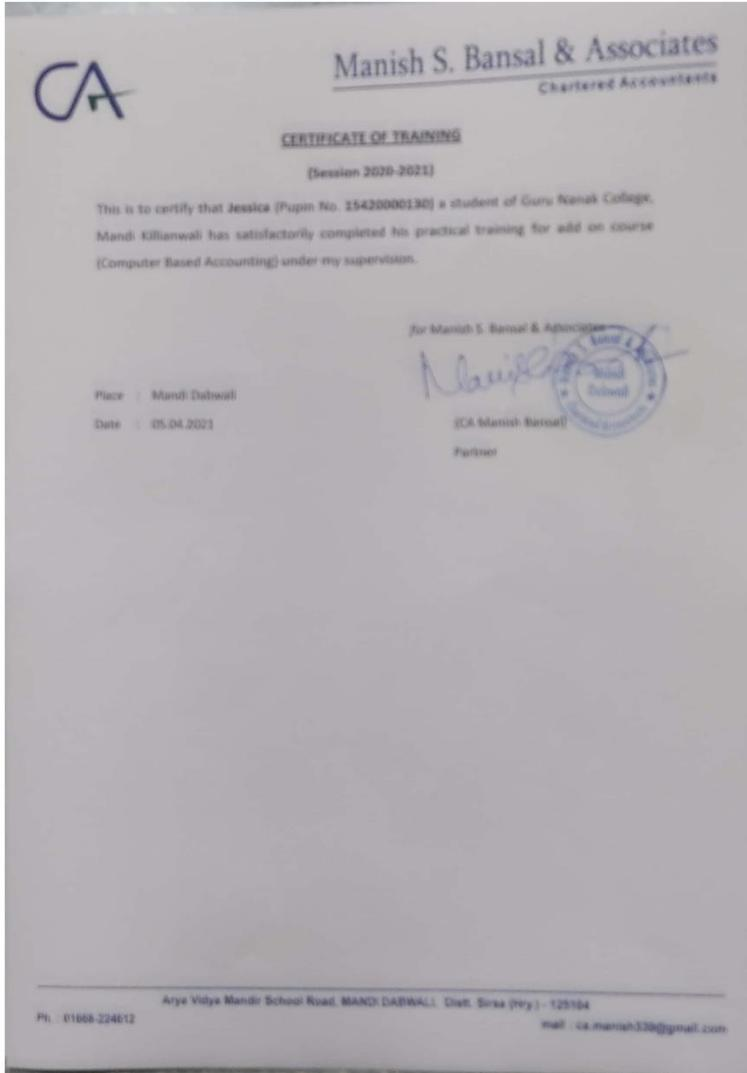 CA
Manish S. Bansal & Associates
Chartered Accountants
CERTIFICATE OF TRAINING
(Session 2020-2021)
This is to certify that Jessica (Pupin No. 15420000130) a student of Guru Nanak College,
Mandi Killianwali has satisfactorily completed his practical training for add on course
(Computer Based Accounting) under my supervision.
for Manish S. Bansal & Associates
Place : Mandi Dabwali
Date : 05.04.2021
(CA Manish Bansal)
Partner
Arya Vidya Mandir School Road, MANDI DABWALI, Distt. Sirsa (Hry.) - 125104
Ph. : 01668-224612
mail : ca.manish330@gmail.com